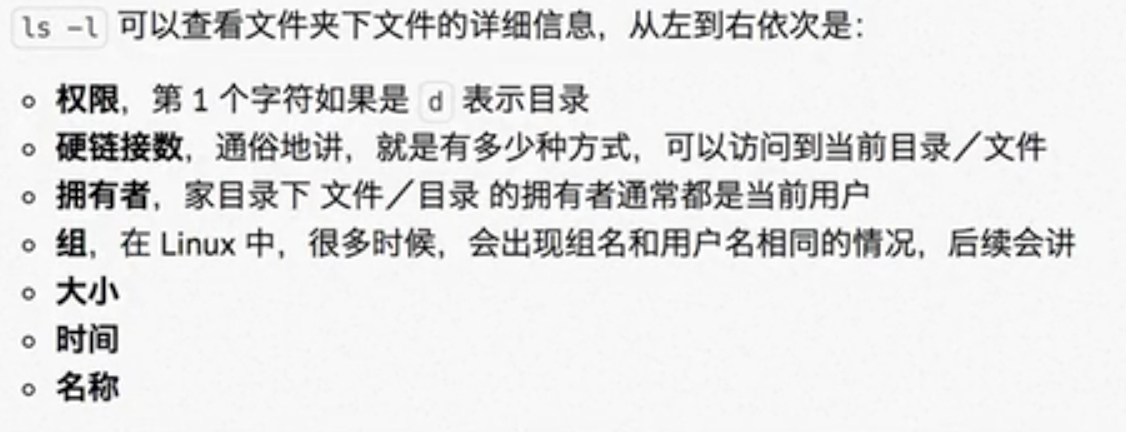 ls -l 可以查看文件夹下文件的详细信息，从左到右依次是：
权限，第 1 个字符如果是 d 表示目录
硬链接数，通俗地讲，就是有多少种方式，可以访问到当前目录／文件
拥有者，家目录下 文件／目录 的拥有者通常都是当前用户
组，在 Linux 中，很多时候，会出现组名和用户名相同的情况，后续会讲
大小
时间
名称